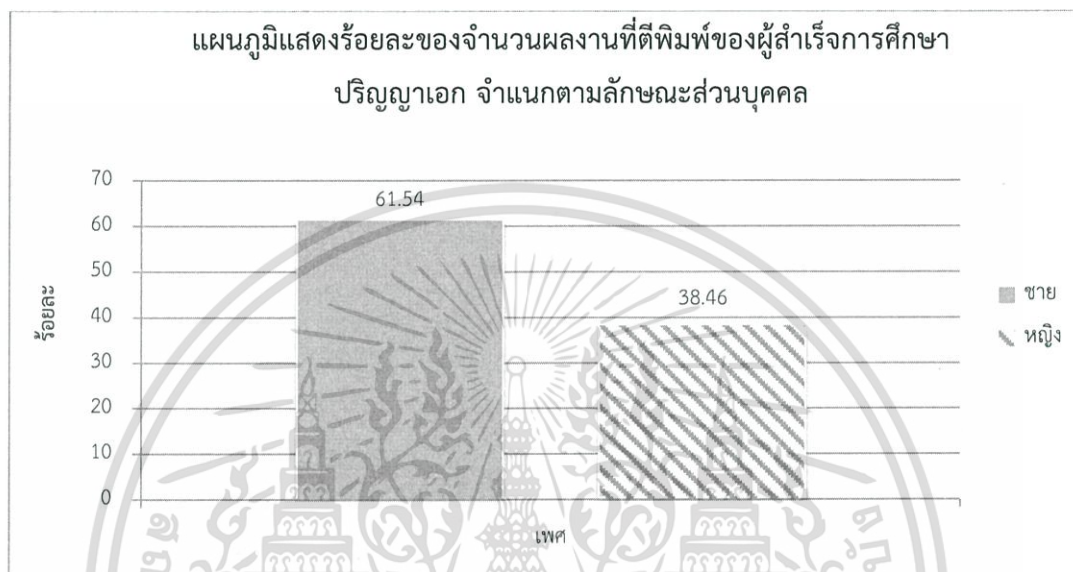 แผนภูมิแสดงร้อยละของจำนวนผลงานที่ตีพิมพ์ของผู้สำเร็จการศึกษา
ปริญญาเอก จำแนกตามลักษณะส่วนบุคคล
70
60
50
40
30
20
10
0
ร้อยละ
61.54
38.46
เพศ
ชาย
หญิง